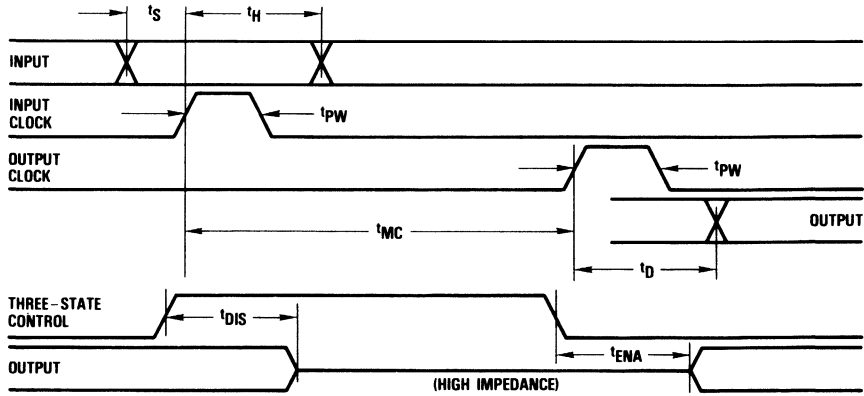 tS
tH
INPUT
INPUT
CLOCK
tPW
OUTPUT
CLOCK
tPW
OUTPUT
tMC
tD
THREE-STATE
CONTROL
tDIS
tENA
OUTPUT
(HIGH IMPEDANCE)